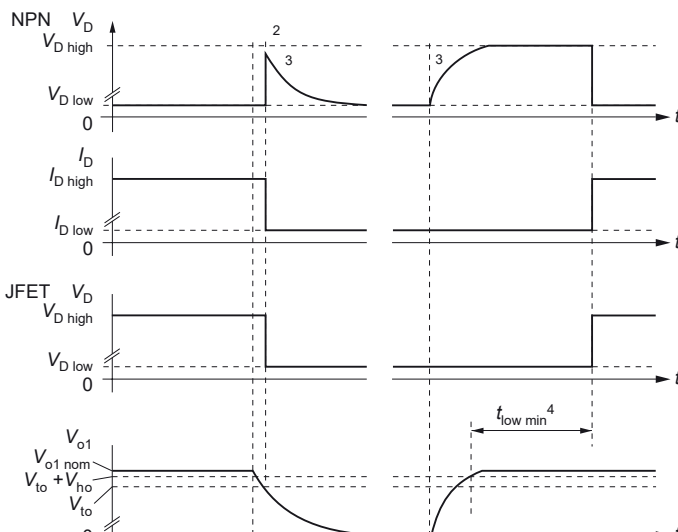 NPN V_D
V_D high
2
3
3
V_D low
0
t
I_D
I_D high
I_D low
0
t
JFET V_D
V_D high
V_D low
0
t
t_low min^4
V_o1
V_o1 nom
V_to + V_ho
V_to
0
t